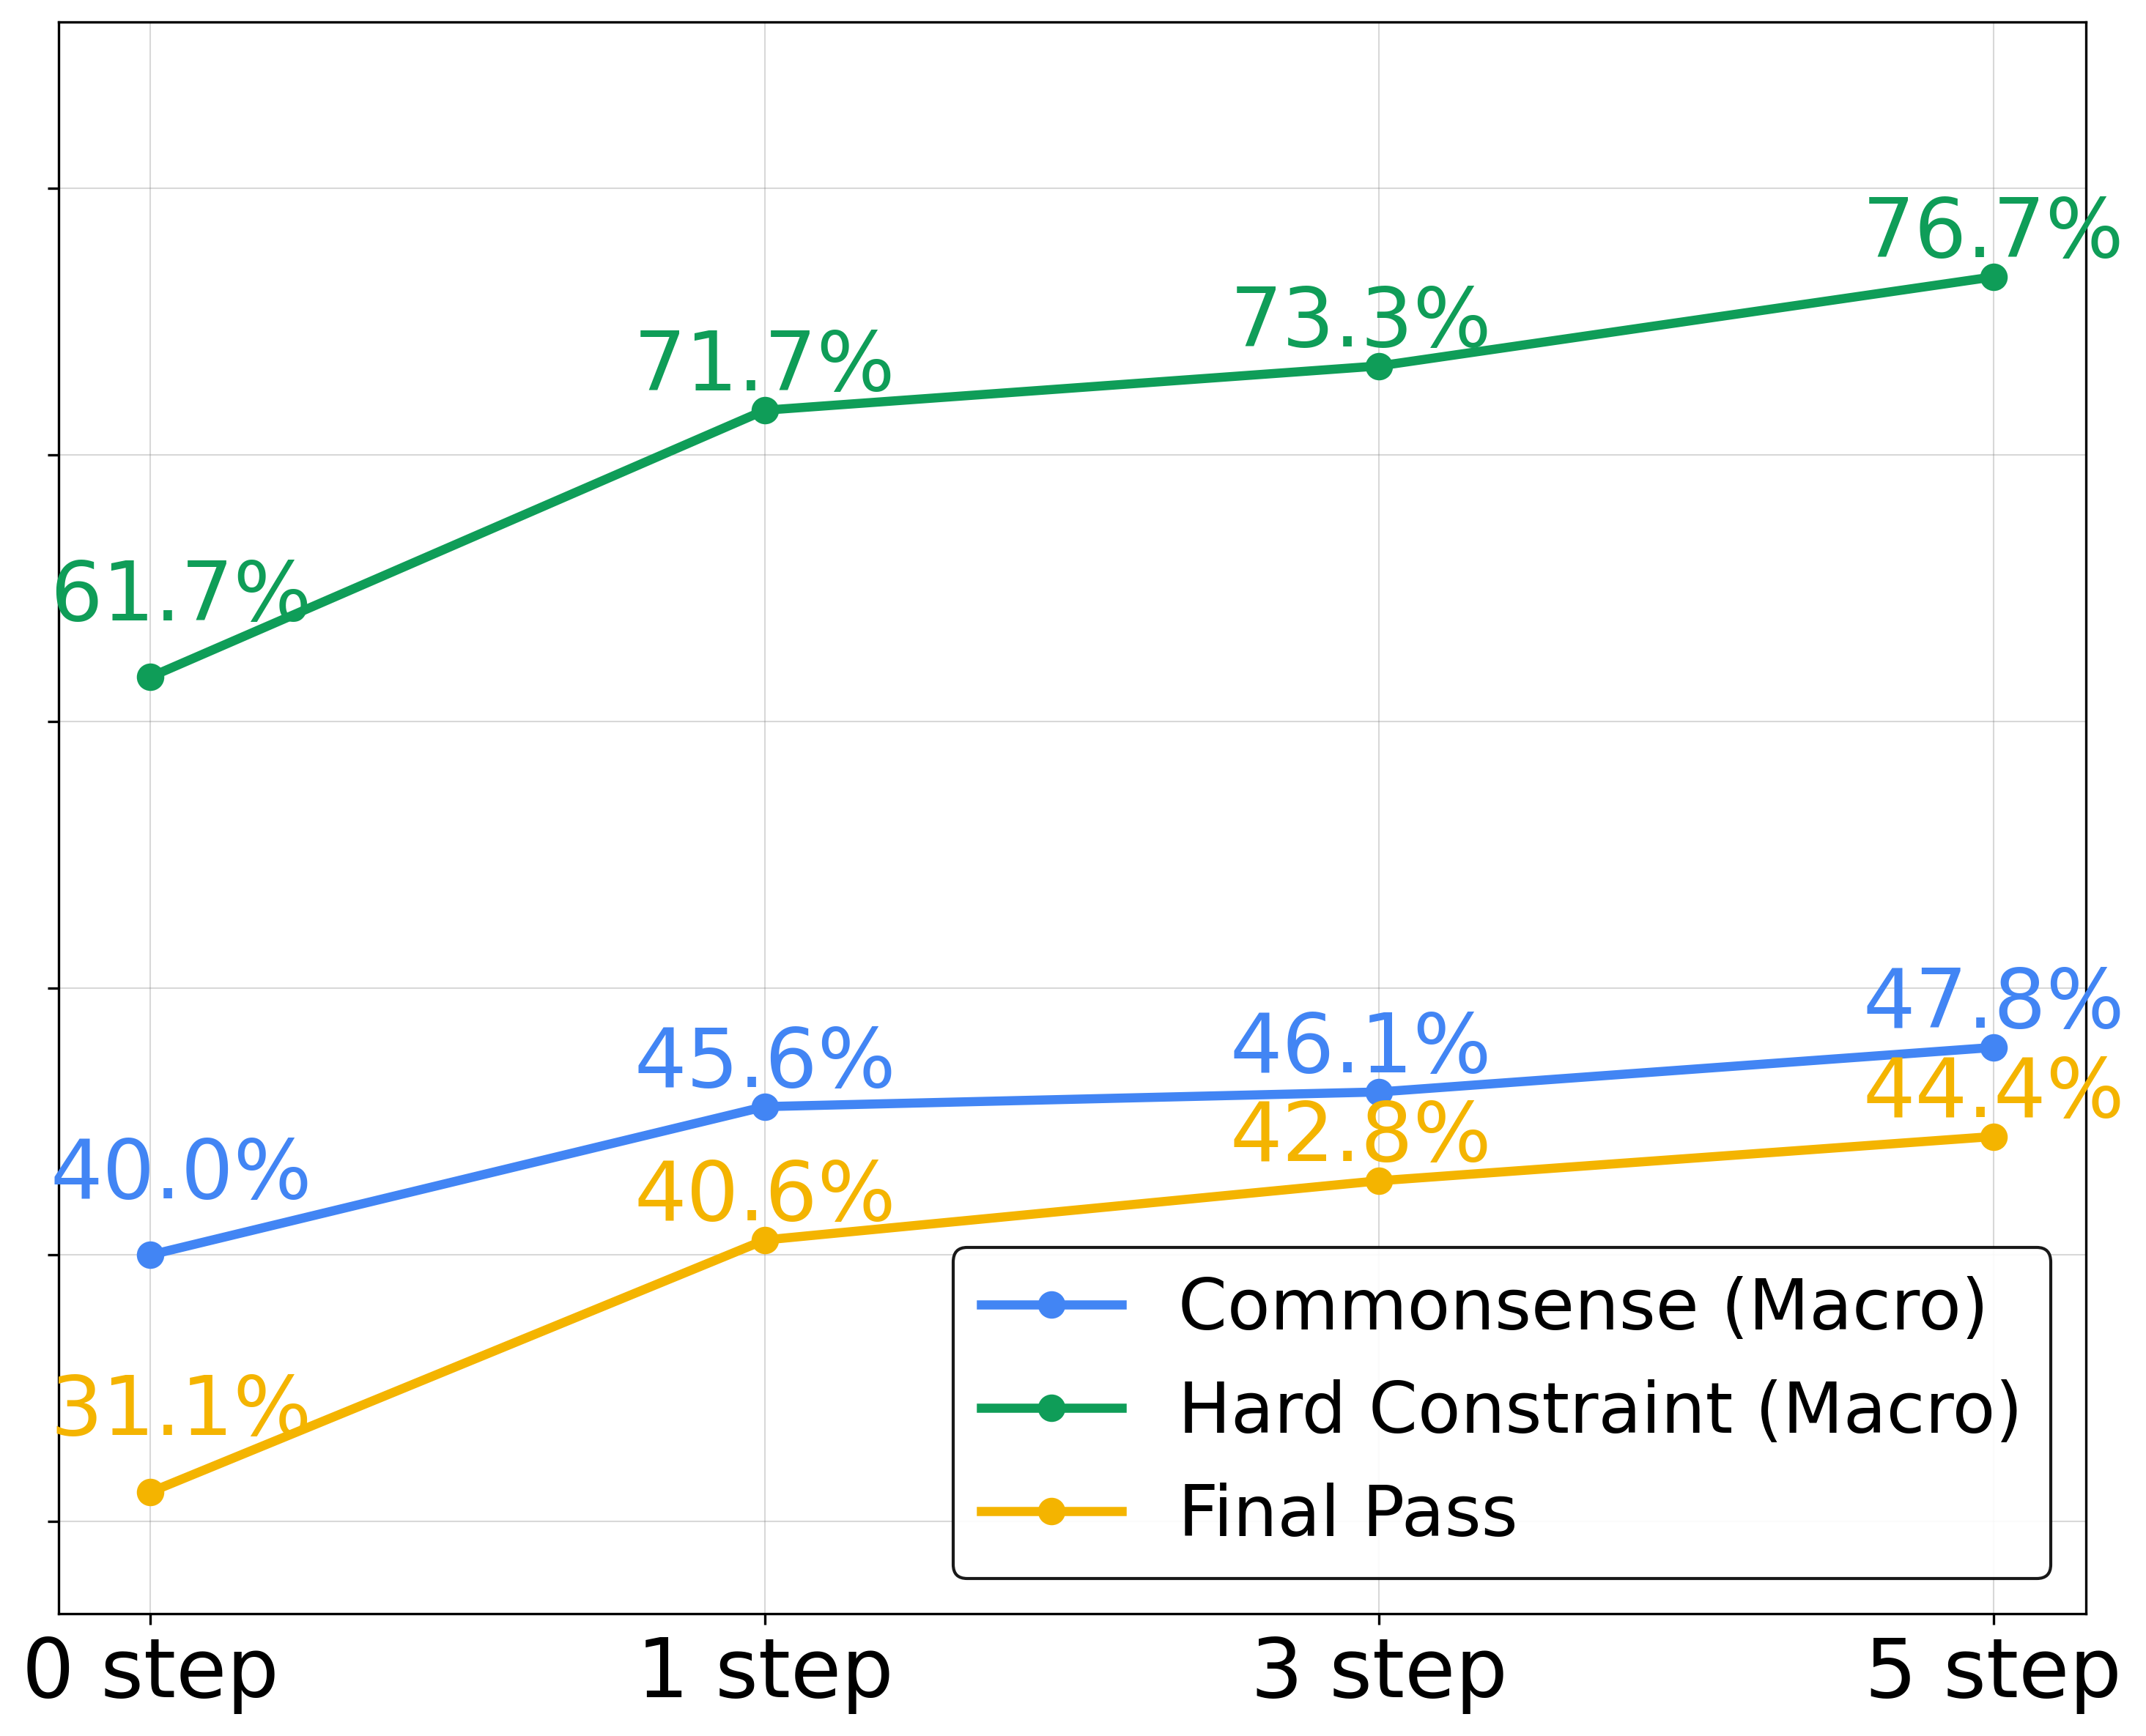 76.7%
73.3%
71.7%
61.7%
47.8%
46.1%
45.6%
44.4%
42.8%
40.0%
40.6%
31.1%
Commonsense (Macro)
Hard Constraint (Macro)
Final Pass
0 step
1 step
3 step
5 step